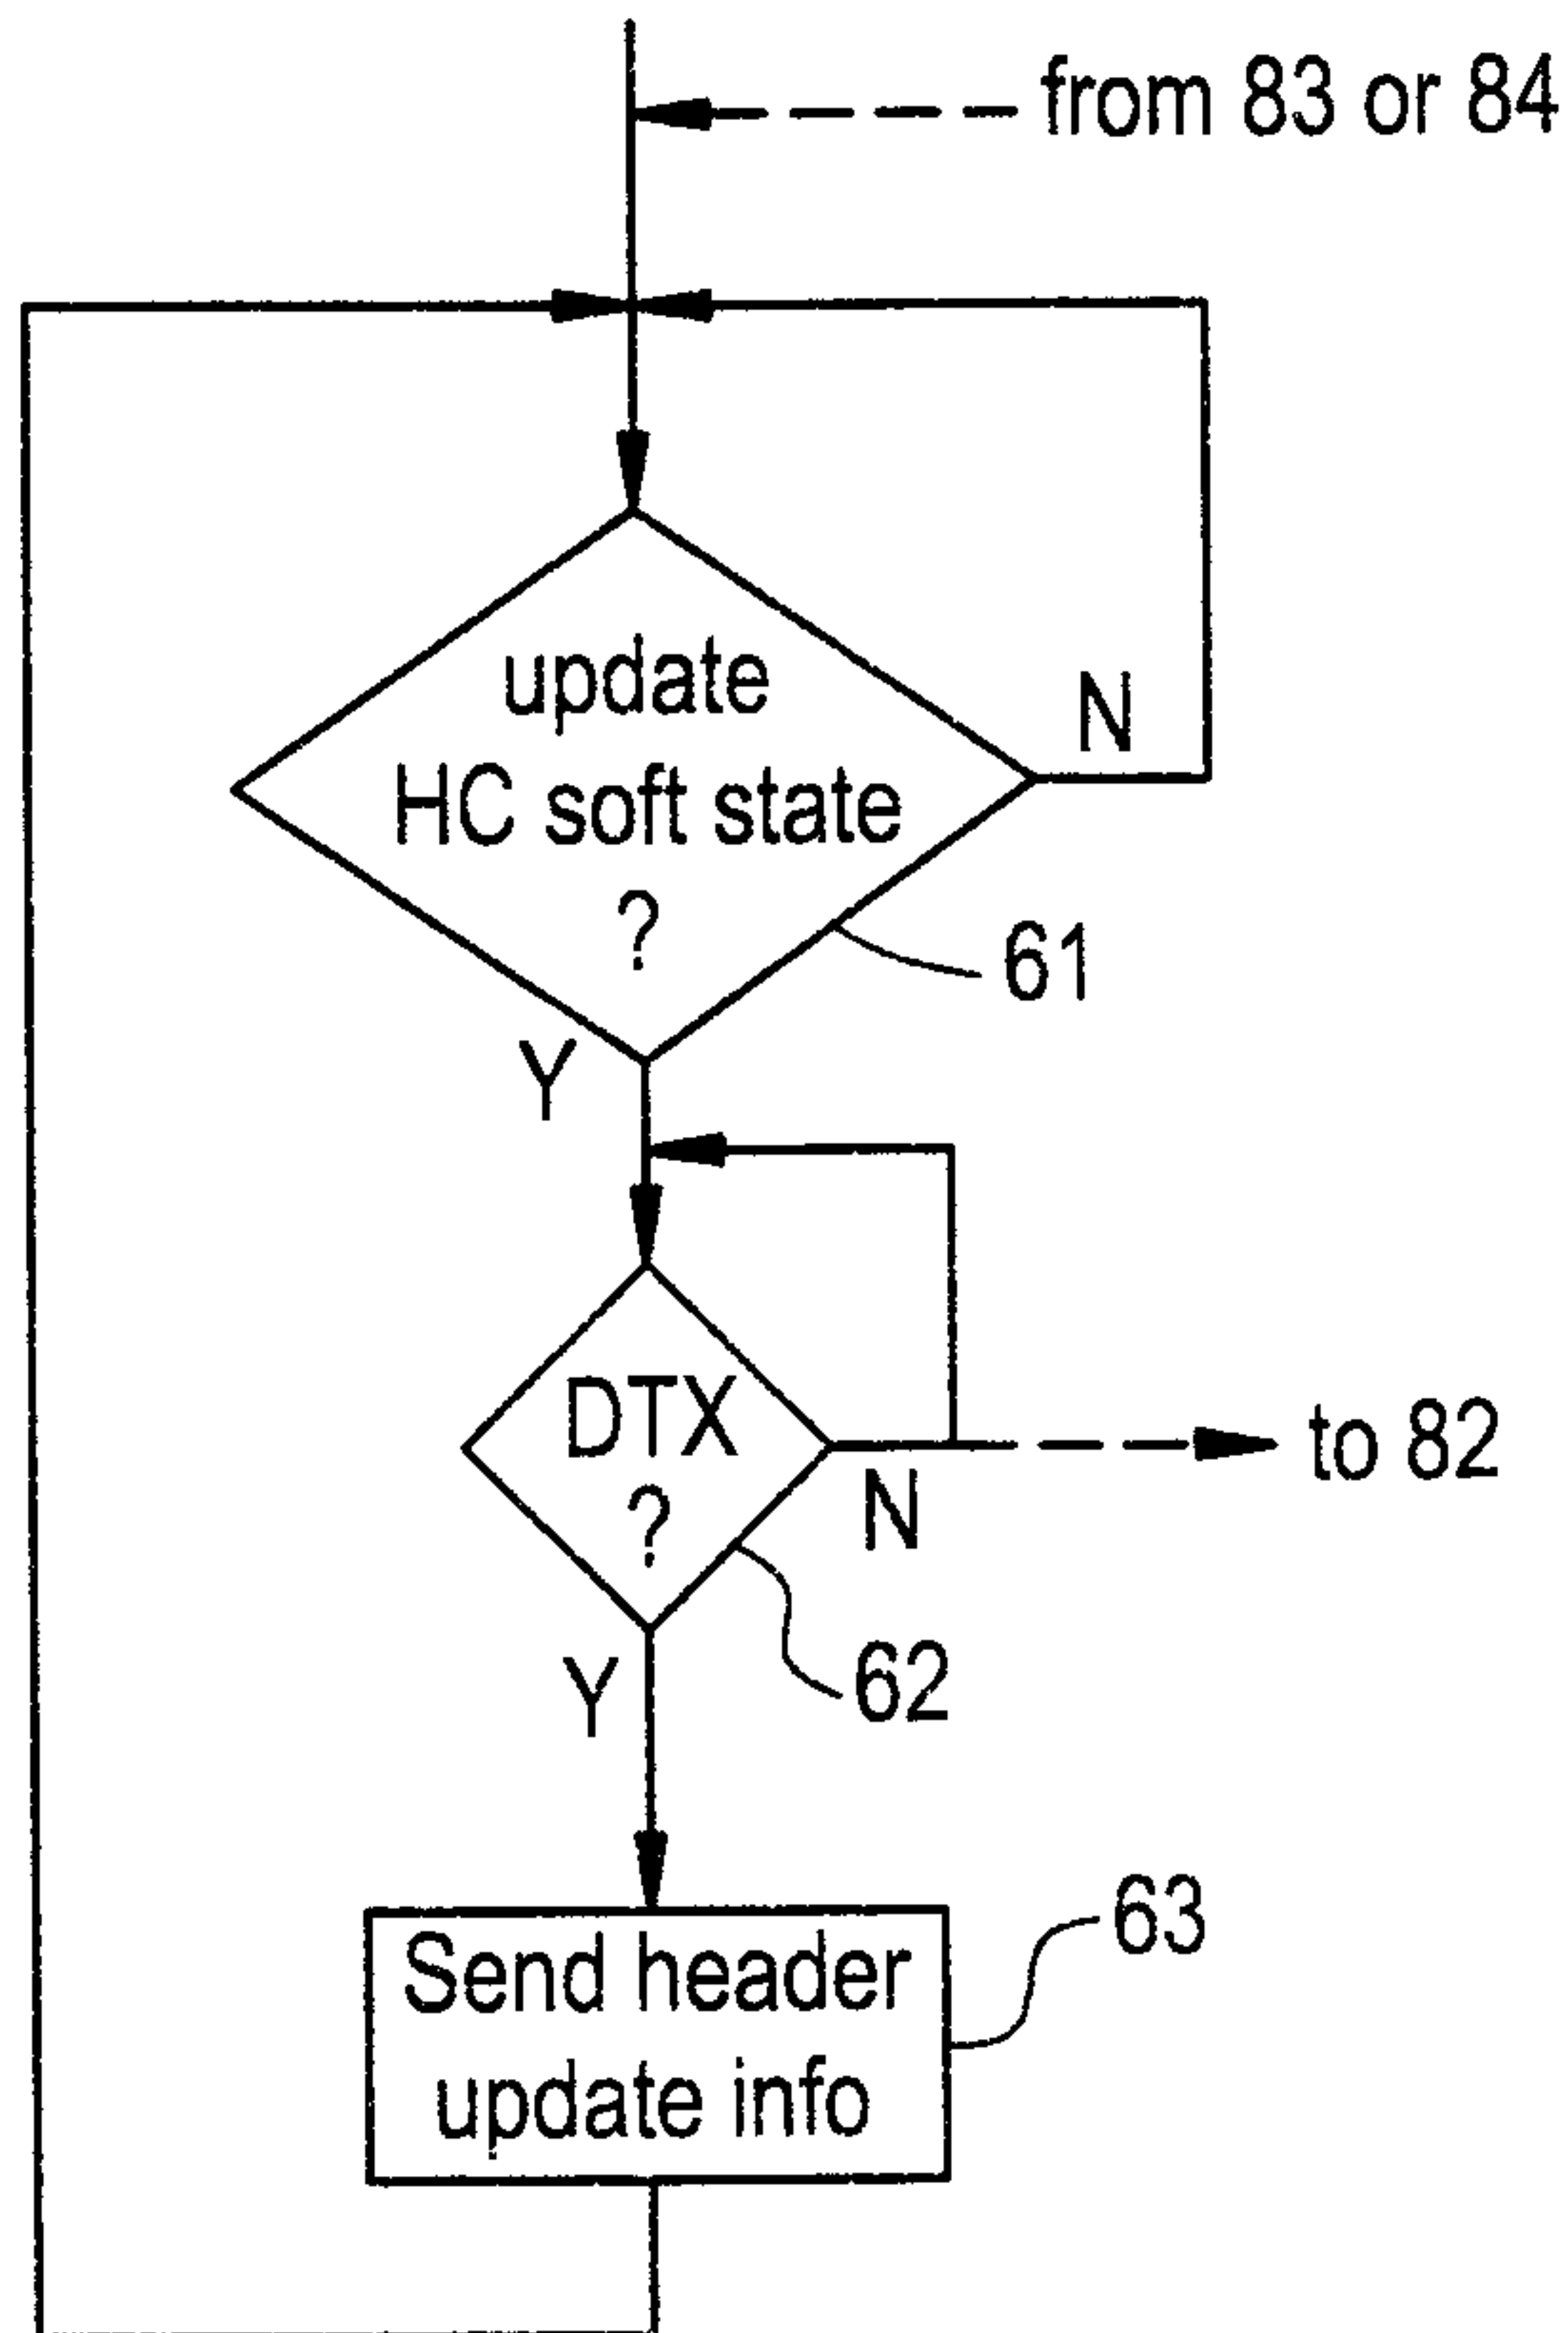 from 83 or 84
update
HC soft state
?
N
61
Y
DTX
?
N
to 82
62
Y
Send header
update info
63